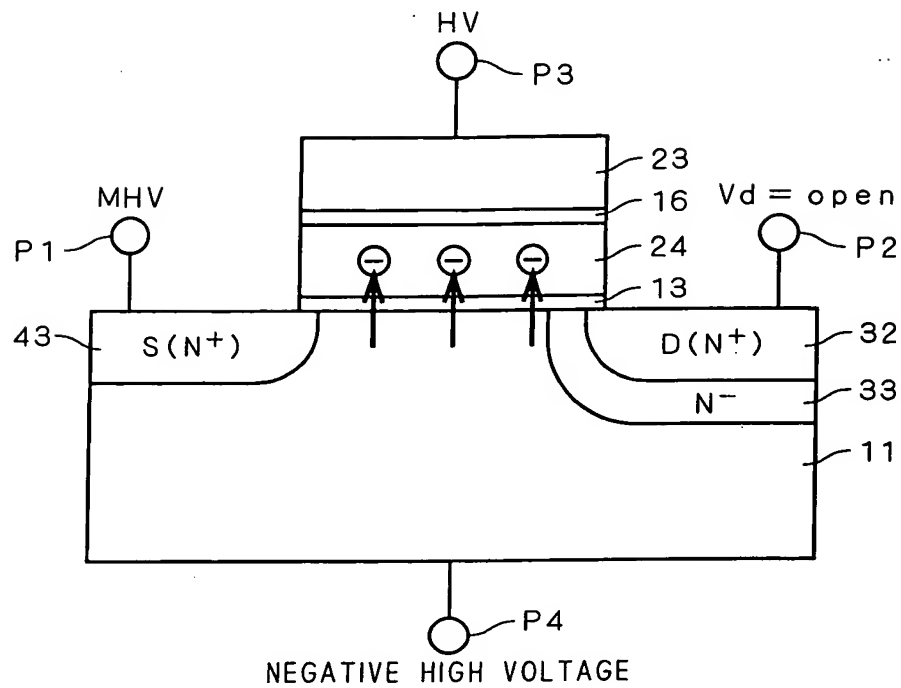 HV
P3
23
MHV
16
Vd=open
P1
24
P2
13
43
S(N+)
D(N+)
32
33
N-
11
P4
NEGATIVE HIGH VOLTAGE